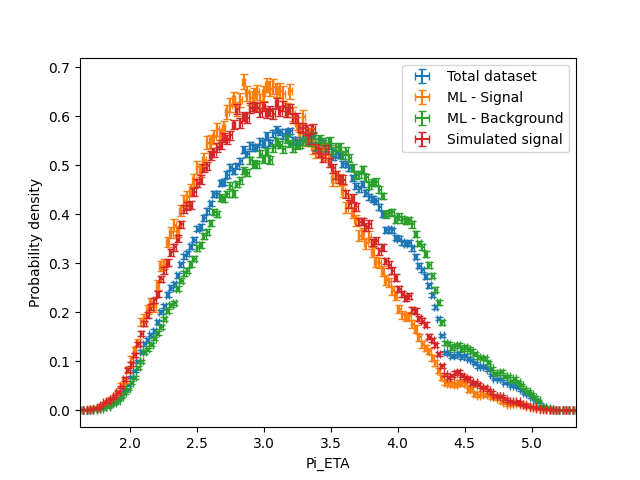 0.7
0.6
0.5
0.4
0.3
0.2
0.1
0.0
Probability density
2.0 2.5 3.0 3.5 4.0 4.5 5.0
Pi_ETA
Total dataset
ML - Signal
ML - Background
Simulated signal